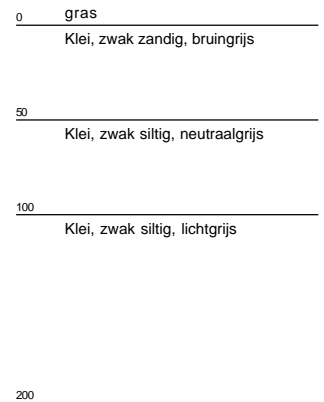 0 gras
Klei, zwak zandig, bruingrijs
50
Klei, zwak siltig, neutraalgrijs
100
Klei, zwak siltig, lichtgrijs
200